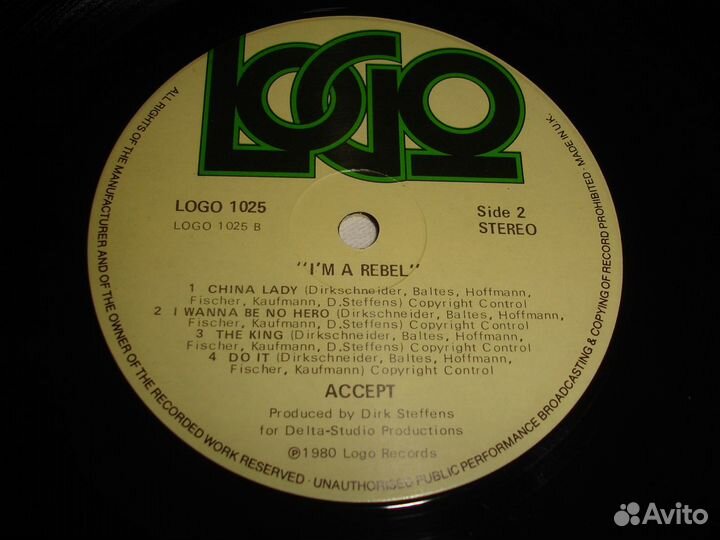 LOGO
LOGO 1025
LOGO 1025 B
Side 2
STEREO
"I'M A REBEL"
1 CHINA LADY (Dirkschneider, Baltes, Hoffmann,
Fischer, Kaufmann, D.Steffens) Copyright Control
2 I WANNA BE NO HERO (Dirkschneider, Baltes, Hoffmann,
Fischer, Kaufmann, D.Steffens) Copyright Control
3 THE KING (Dirkschneider, Baltes, Hoffmann,
Fischer, Kaufmann, D. Steffens) Copyright Control
4 DO IT (Dirkschneider, Baltes, Hoffmann,
Fischer, Kaufmann) Copyright Control
ACCEPT
Produced by Dirk Steffens
for Delta-Studio Productions
℗1980 Logo Records
ALL RIGHTS OF THE MANUFACTURER AND OF THE OWNER OF THE RECORDED WORK RESERVED · UNAUTHORISED PUBLIC PERFORMANCE BROADCASTING & COPYING OF RECORD PROHIBITED · MADE IN U.K.
Avito